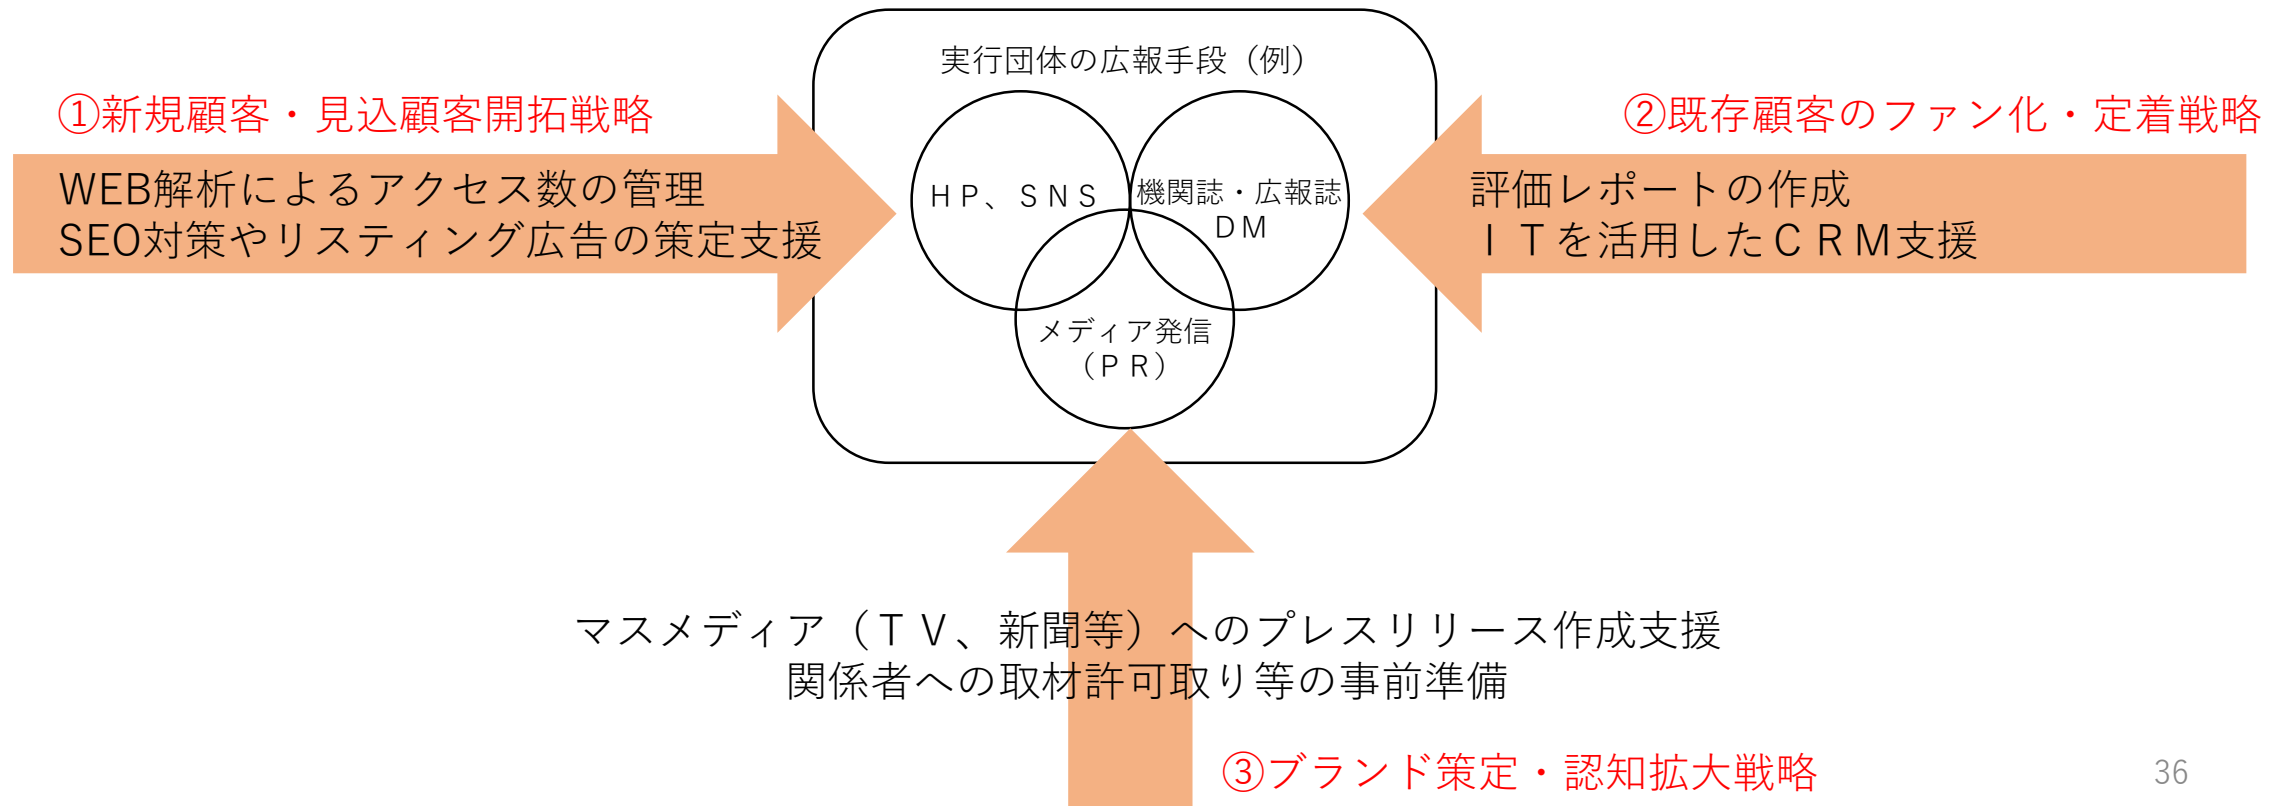 実行団体の広報手段（例）
①新規顧客・見込顧客開拓戦略
WEB解析によるアクセス数の管理
SEO対策やリスティング広告の策定支援
ＨＰ、ＳＮＳ
機関誌・広報誌
ＤＭ
メディア発信
（ＰＲ）
②既存顧客のファン化・定着戦略
評価レポートの作成
ＩＴを活用したＣＲＭ支援
マスメディア（ＴＶ、新聞等）へのプレスリリース作成支援
関係者への取材許可取り等の事前準備
③ブランド策定・認知拡大戦略
36